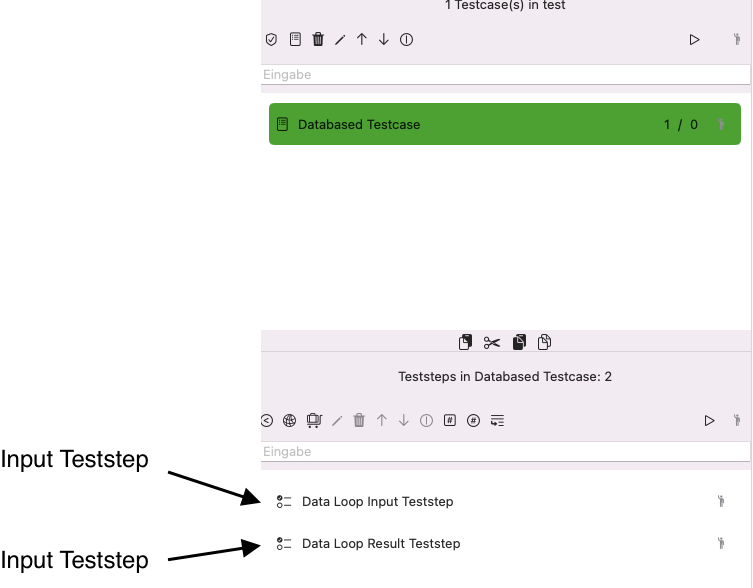 1 Testcase(s) in test
Eingabe
Databased Testcase 1 / 0
Teststeps in Databased Testcase: 2
# #
Eingabe
Input Teststep
Data Loop Input Teststep
Data Loop Result Teststep
Input Teststep